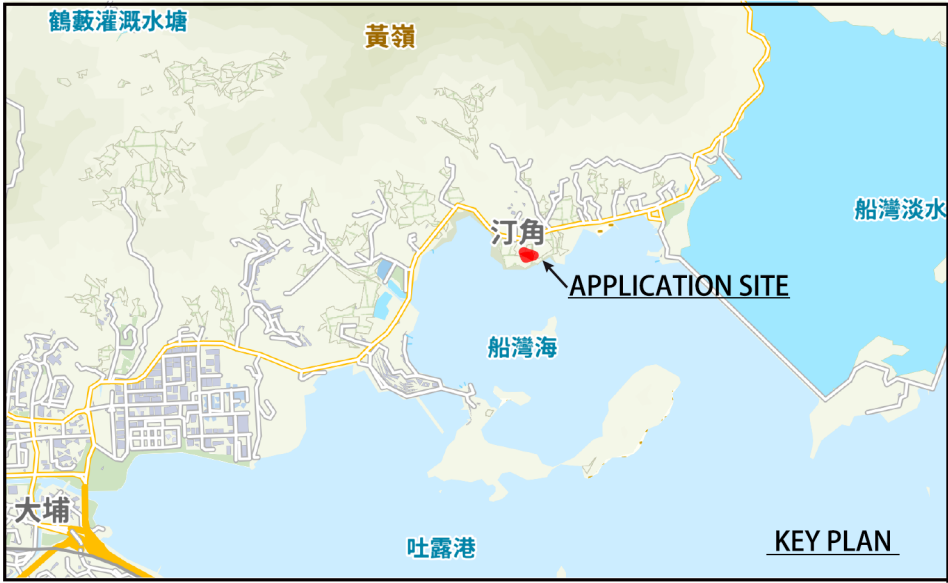 鶴藪灌溉水塘
黃嶺
船灣淡水
汀角
APPLICATION SITE
船灣海
大埔
吐露港
KEY PLAN